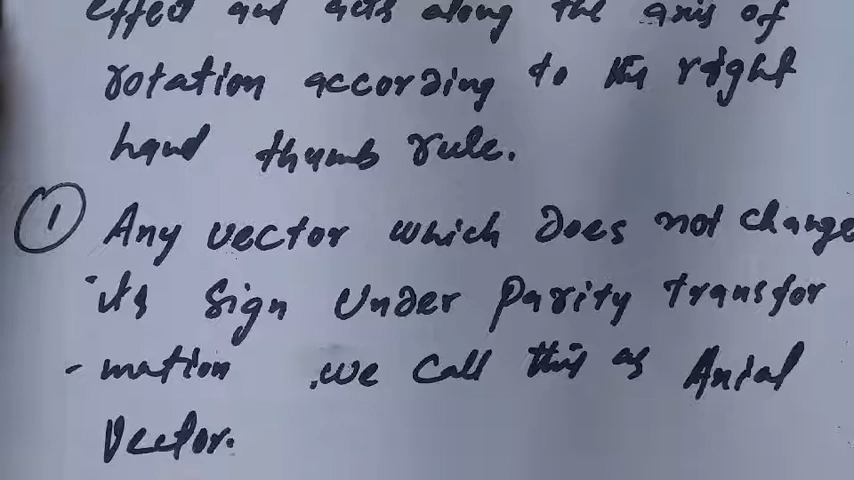 effect and acts along the axis of
rotation according to the right
hand thumb rule.
① Any vector which does not change
its sign under Parity transfor
- mation , we call this as Axial
Vector.